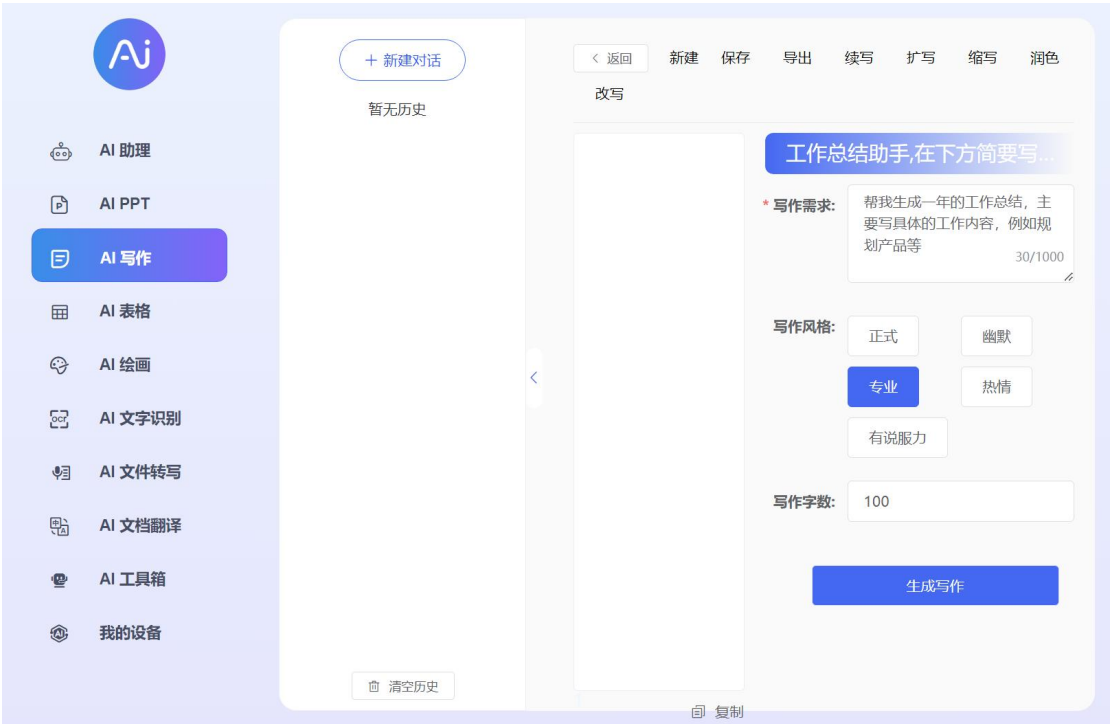 Ai
AI 助理
AI PPT
AI 写作
AI 表格
AI 绘画
OCR
AI 文字识别
AI 文件转写
中 A
AI 文档翻译
AI 工具箱
AI
我的设备
+ 新建对话
暂无历史
清空历史
< 返回 新建 保存 导出 续写 扩写 缩写 润色
改写
工作总结助手,在下方简要写...
* 写作需求:
帮我生成一年的工作总结，主
要写具体的工作内容，例如规
划产品等
30/1000
写作风格:
正式 幽默
专业 热情
有说服力
写作字数: 100
生成写作
复制